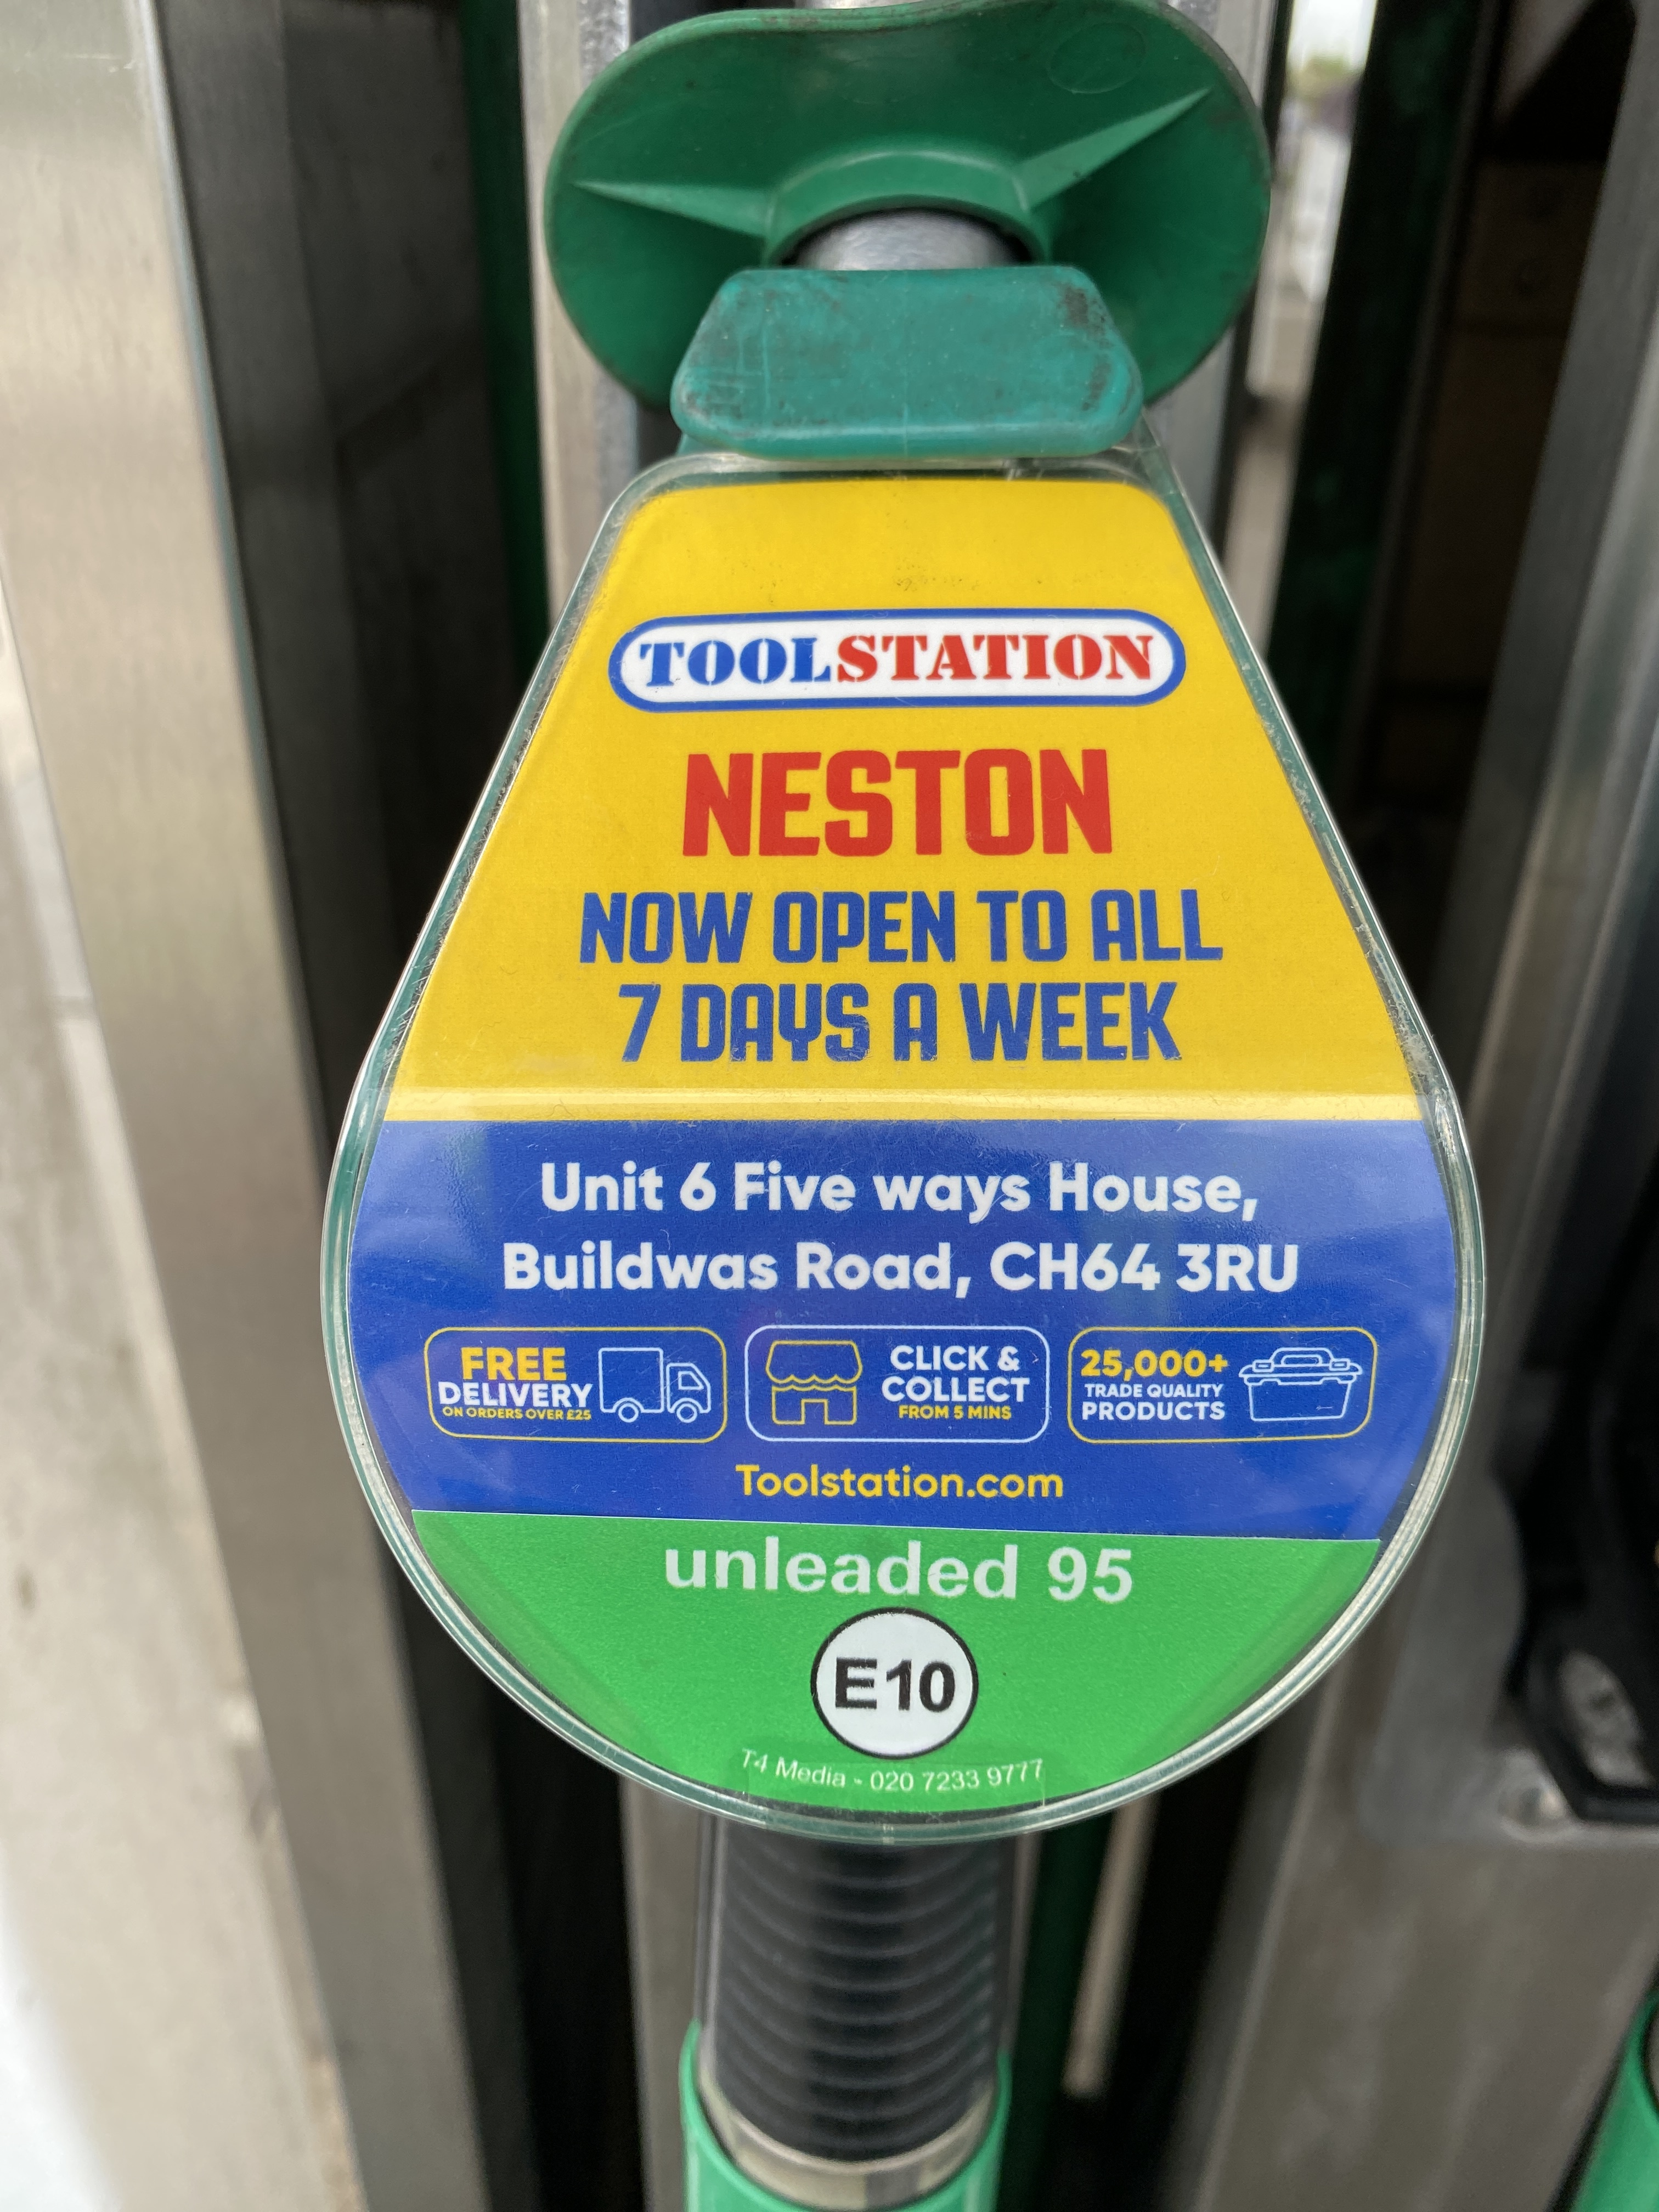 TOOLSTATION
NESTON
NOW OPEN TO ALL
7 DAYS A WEEK
Unit 6 Five ways House,
Buildwas Road, CH64 3RU
FREE
DELIVERY
ON ORDERS OVER £25
CLICK &
COLLECT
FROM 5 MINS
25,000+
TRADE QUALITY
PRODUCTS
Toolstation.com
unleaded 95
E10
T4 Media - 020 7233 9777